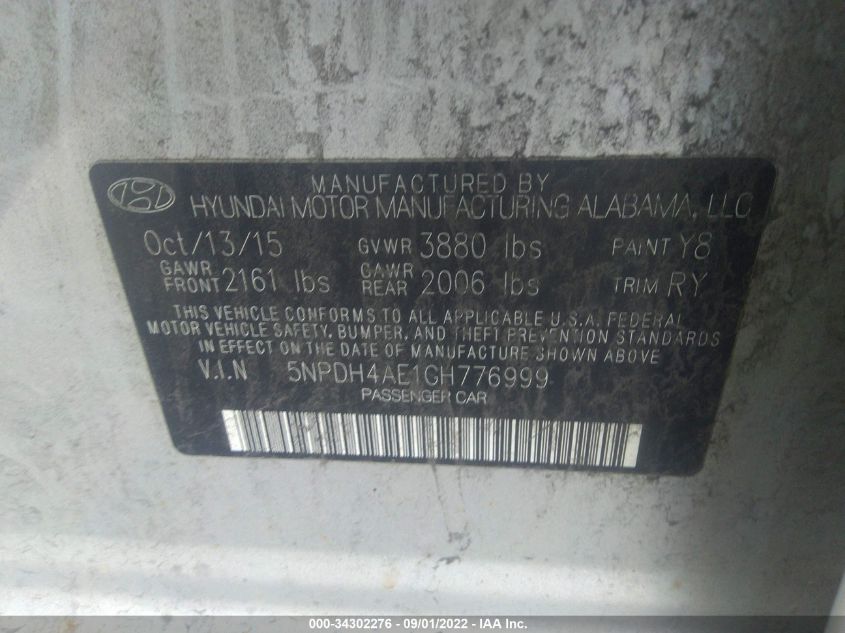 MANUFACTURED BY
HYUNDAI MOTOR MANUFACTURING ALABAMA, LLC
Oct/13/15 GVWR 3880 lbs PAINT Y8
GAWR FRONT 2161 lbs GAWR REAR 2006 lbs TRIM RY
THIS VEHICLE CONFORMS TO ALL APPLICABLE U.S.A. FEDERAL
MOTOR VEHICLE SAFETY, BUMPER, AND THEFT PREVENTION STANDARDS
IN EFFECT ON THE DATE OF MANUFACTURE SHOWN ABOVE
V.I.N 5NPDH4AE1GH776999
PASSENGER CAR
000-34302276 - 09/01/2022 - IAA Inc.